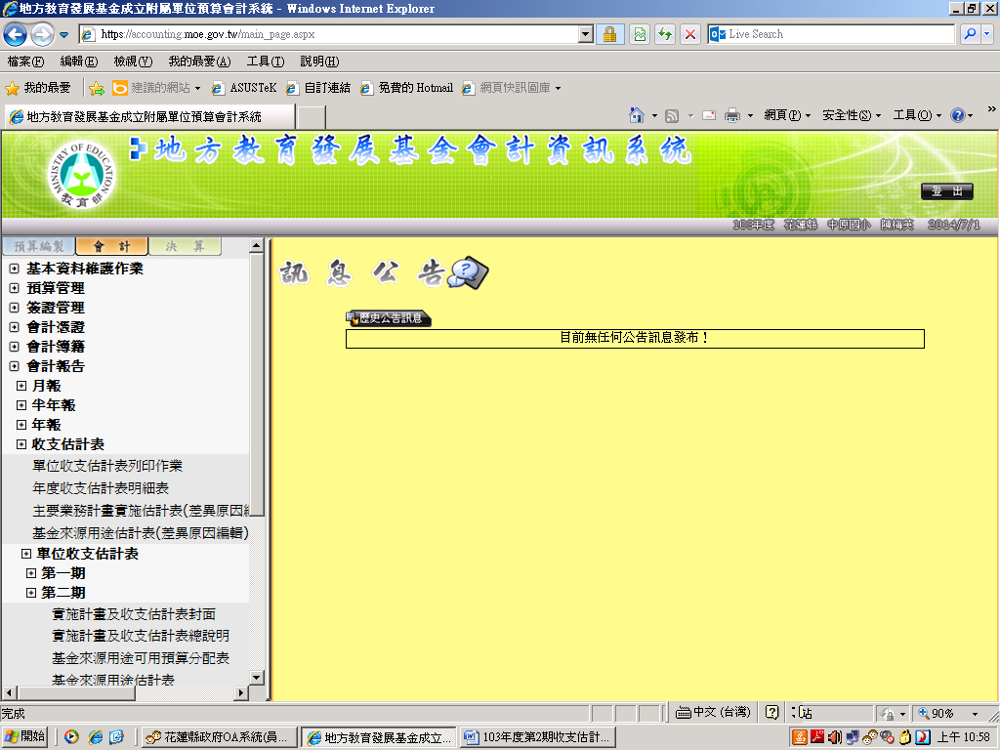 地方教育發展基金成立附屬單位預算會計系統 - Windows Internet Explorer
https://accounting.moe.gov.tw/main_page.aspx
Live Search
檔案(F) 編輯(E) 檢視(V) 我的最愛(A) 工具(T) 說明(H)
我的最愛 建議的網站 ASUSTeK 自訂連結 免費的 Hotmail 網頁快訊圖庫
地方教育發展基金成立附屬單位預算會計系統
網頁(P) 安全性(S) 工具(O) »
MINISTRY OF EDUCATION
教育部
地方教育發展基金會計資訊系統
登 出
花蓮縣 中原國小 2014/7/1
預算編製 會 計 決 算
基本資料維護作業
預算管理
簽證管理
會計憑證
會計簿籍
會計報告
月報
半年報
年報
收支估計表
單位收支估計表列印作業
年度收支估計表明細表
主要業務計畫實施估計表(差異原因編
基金來源用途估計表(差異原因編輯)
單位收支估計表
第一期
第二期
實施計畫及收支估計表封面
實施計畫及收支估計表總說明
基金來源用途可用預算分配表
基金來源用途估計表
訊 息 公 告
歷史公告訊息
目前無任何公告訊息發布！
完成
中文 (台灣)
90%
開始
花蓮縣政府OA系統(員...
地方教育發展基金成立...
103年度第2期收支估計...
上午 10:58